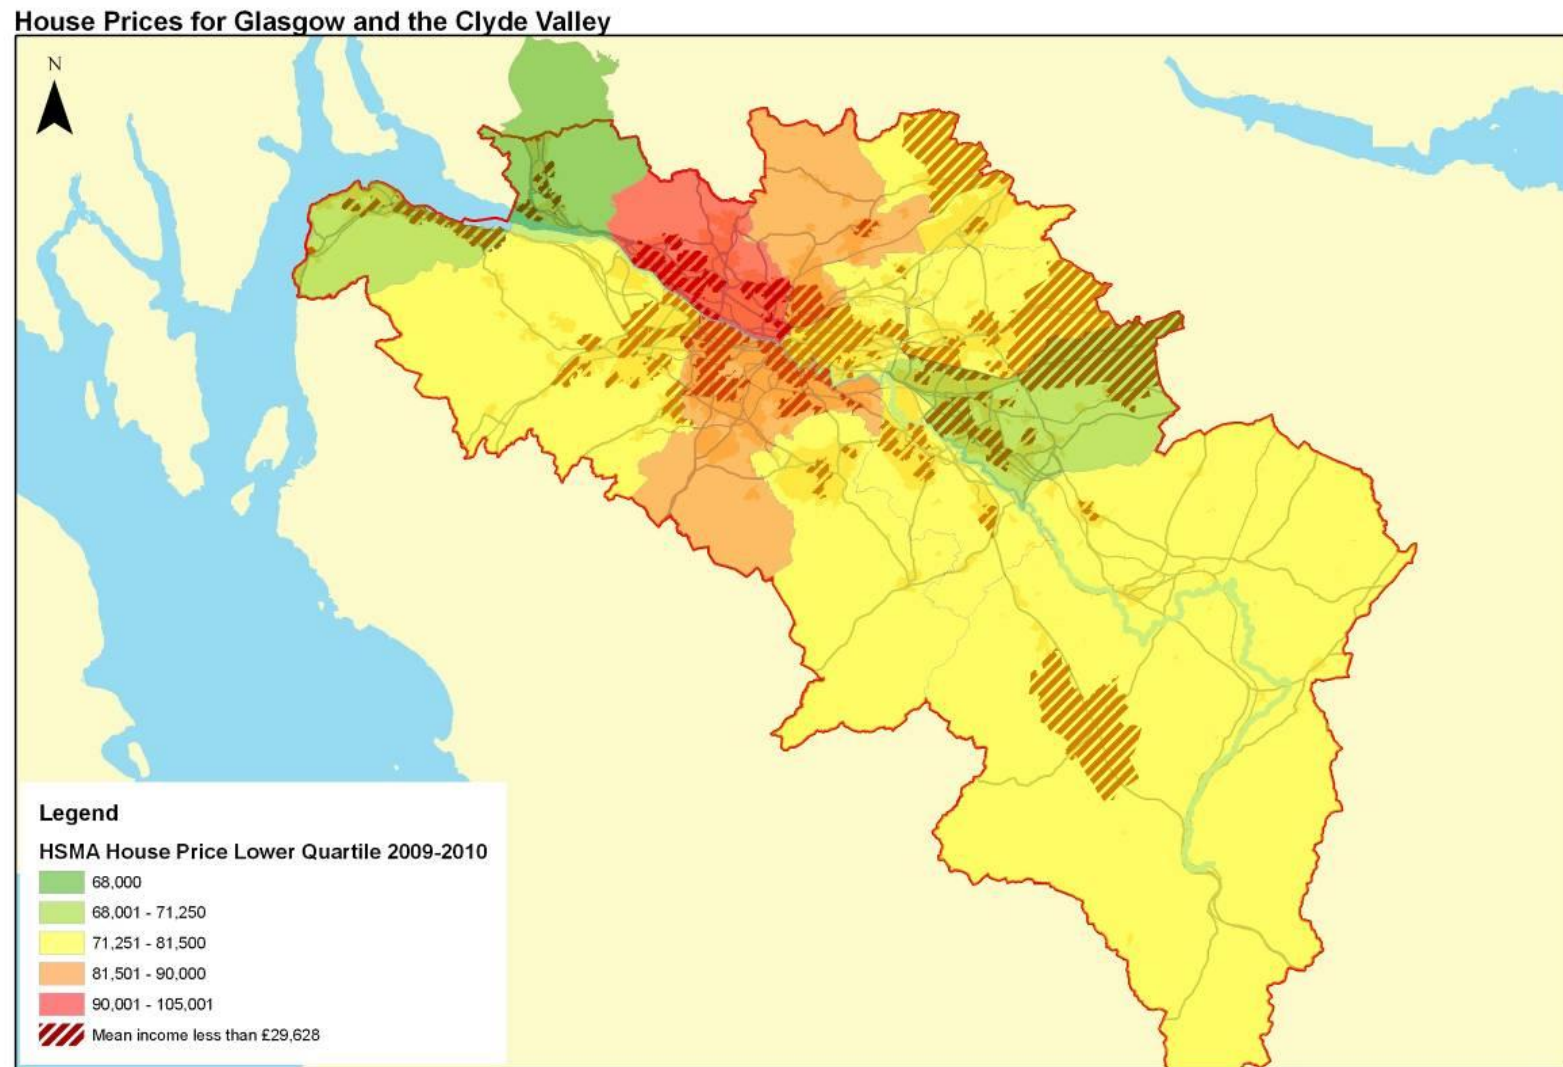 House Prices for Glasgow and the Clyde Valley
N
Legend
HSMA House Price Lower Quartile 2009-2010
68,000
68,001 - 71,250
71,251 - 81,500
81,501 - 90,000
90,001 - 105,001
Mean income less than £29,628